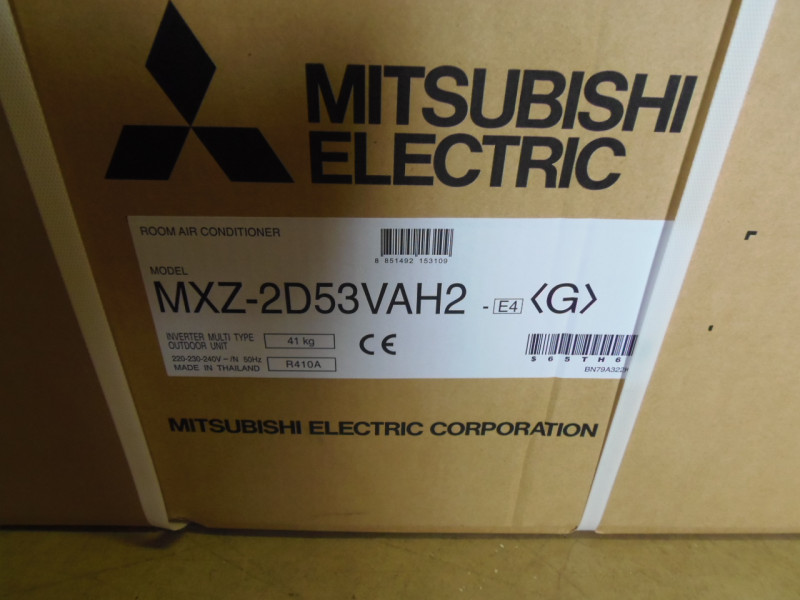 MITSUBISHI
ELECTRIC
ROOM AIR CONDITIONER
8 851492 153109
MODEL
MXZ-2D53VAH2 - E4 <G>
INVERTER MULTI TYPE
OUTDOOR UNIT
41 kg
CE
220-230-240V~/N 50Hz
MADE IN THAILAND
R410A
S65TH6
BN79A322
MITSUBISHI ELECTRIC CORPORATION